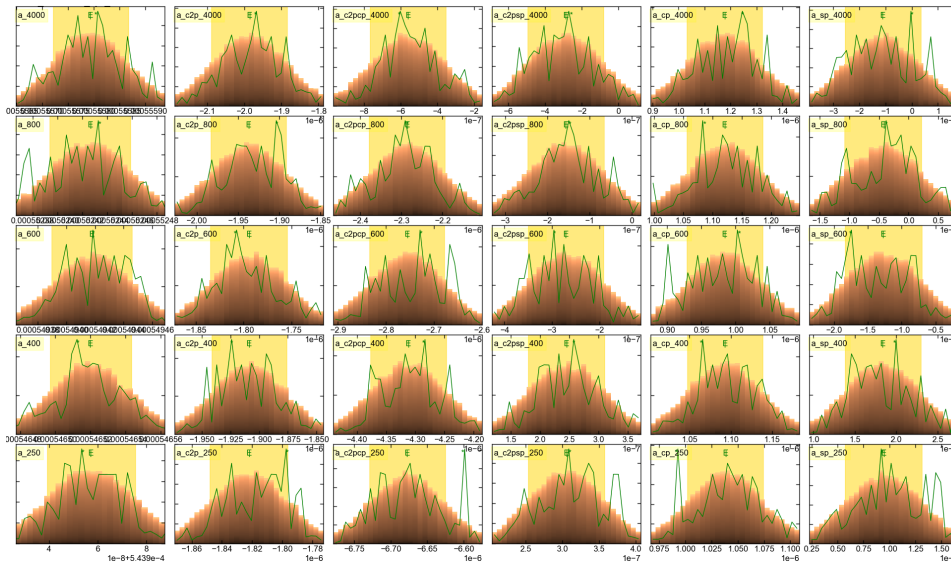 a_4000 a_c2p_4000 a_c2pcp_4000 a_c2psp_4000 a_cp_4000 a_sp_4000
−2.1 −2.0 −1.9 −1.8 −8 −6 −4 −2 −6 −4 −2 0 0.9 1.0 1.1 1.2 1.3 1.4 −3 −2 −1 0 1
1e−6 1e−7 1e−7
a_800 a_c2p_800 a_c2pcp_800 a_c2psp_800 a_cp_800 a_sp_800
−2.00 −1.95 −1.90 −1.85 −2.4 −2.3 −2.2 −3 −2 −1 0 1.00 1.05 1.10 1.15 1.20 −1.5 −1.0 −0.5 0.0 0.5
1e−6 1e−6 1e−7 1e−6
a_600 a_c2p_600 a_c2pcp_600 a_c2psp_600 a_cp_600 a_sp_600
−1.85 −1.80 −1.75 −2.9 −2.8 −2.7 −2.6 −4 −3 −2 0.90 0.95 1.00 1.05 −2.0 −1.5 −1.0 −0.5
1e−6 1e−6 1e−7 1e−6
a_400 a_c2p_400 a_c2pcp_400 a_c2psp_400 a_cp_400 a_sp_400
−1.950 −1.925 −1.900 −1.875 −1.850 −4.40 −4.35 −4.30 −4.25 −4.20 1.5 2.0 2.5 3.0 3.5 1.05 1.10 1.15 1.0 1.5 2.0 2.5
1e−6 1e−6 1e−7 1e−6
a_250 a_c2p_250 a_c2pcp_250 a_c2psp_250 a_cp_250 a_sp_250
4 6 8 −1.86 −1.84 −1.82 −1.80 −1.78 −6.75 −6.70 −6.65 −6.60 2.5 3.0 3.5 4.0 0.975 1.000 1.025 1.050 1.075 1.100 0.25 0.50 0.75 1.00 1.25 1.50
1e−8+5.439e−4 1e−6 1e−6 1e−7 1e−6